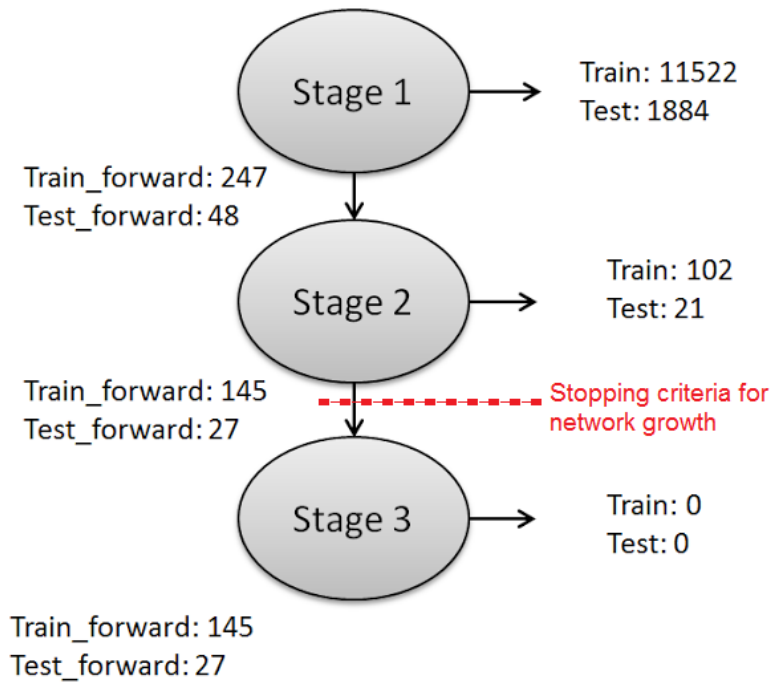 Stage 1
Train: 11522
Test: 1884
Train_forward: 247
Test_forward: 48
Stage 2
Train: 102
Test: 21
Train_forward: 145
Test_forward: 27
Stopping criteria for
network growth
Stage 3
Train: 0
Test: 0
Train_forward: 145
Test_forward: 27